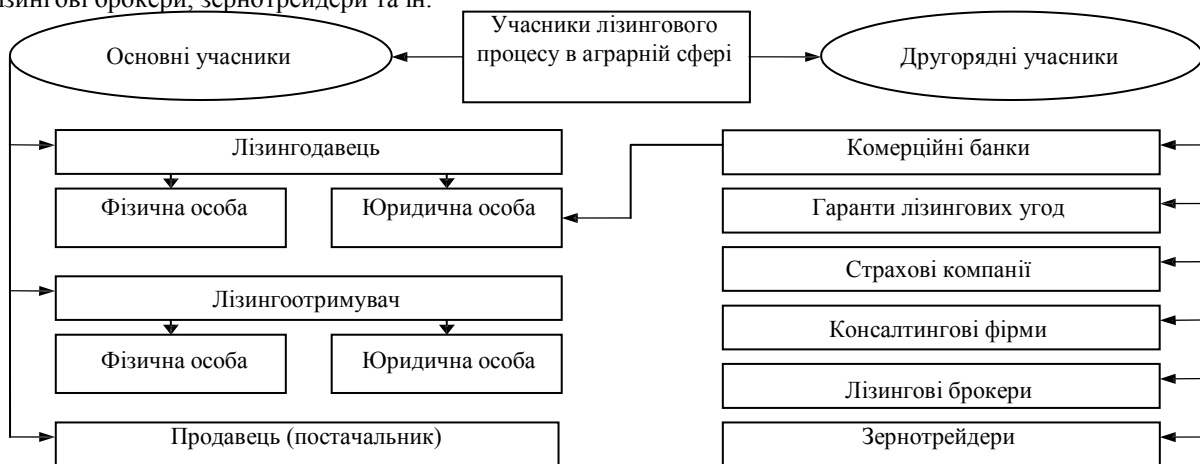 лізингові брокери, зернотрейдери та ін.
Учасники лізингового
процесу в аграрній сфері
Основні учасники
Другорядні учасники
Лізингодавець
Фізична особа
Юридична особа
Лізингоотримувач
Фізична особа
Юридична особа
Продавець (постачальник)
Комерційні банки
Гаранти лізингових угод
Страхові компанії
Консалтингові фірми
Лізингові брокери
Зернотрейдери